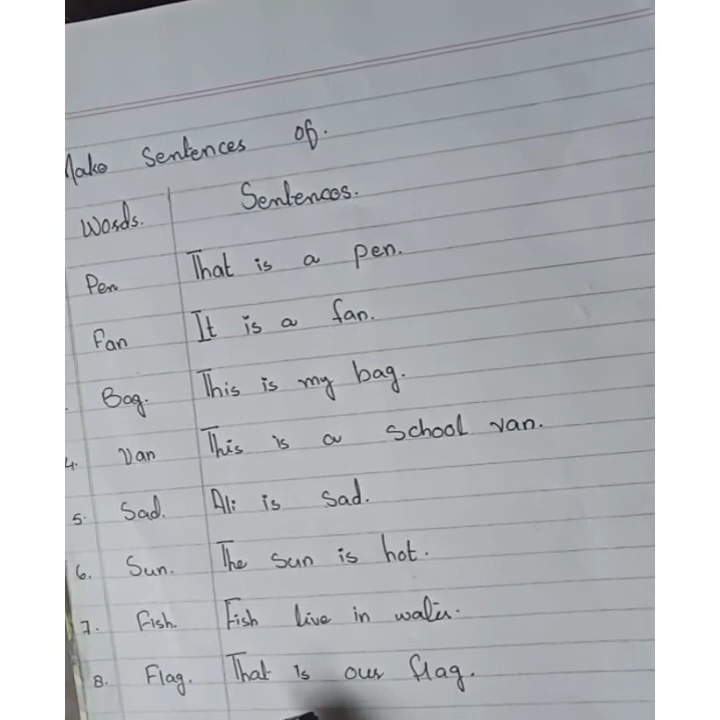 Make Sentences of.
Words. Sentences.
Pen That is a pen.
Fan It is a fan.
Bag. This is my bag.
4. Van This is a school van.
5. Sad. Ali is sad.
6. Sun. The sun is hot.
7. Fish. Fish live in water.
8. Flag. That is our flag.